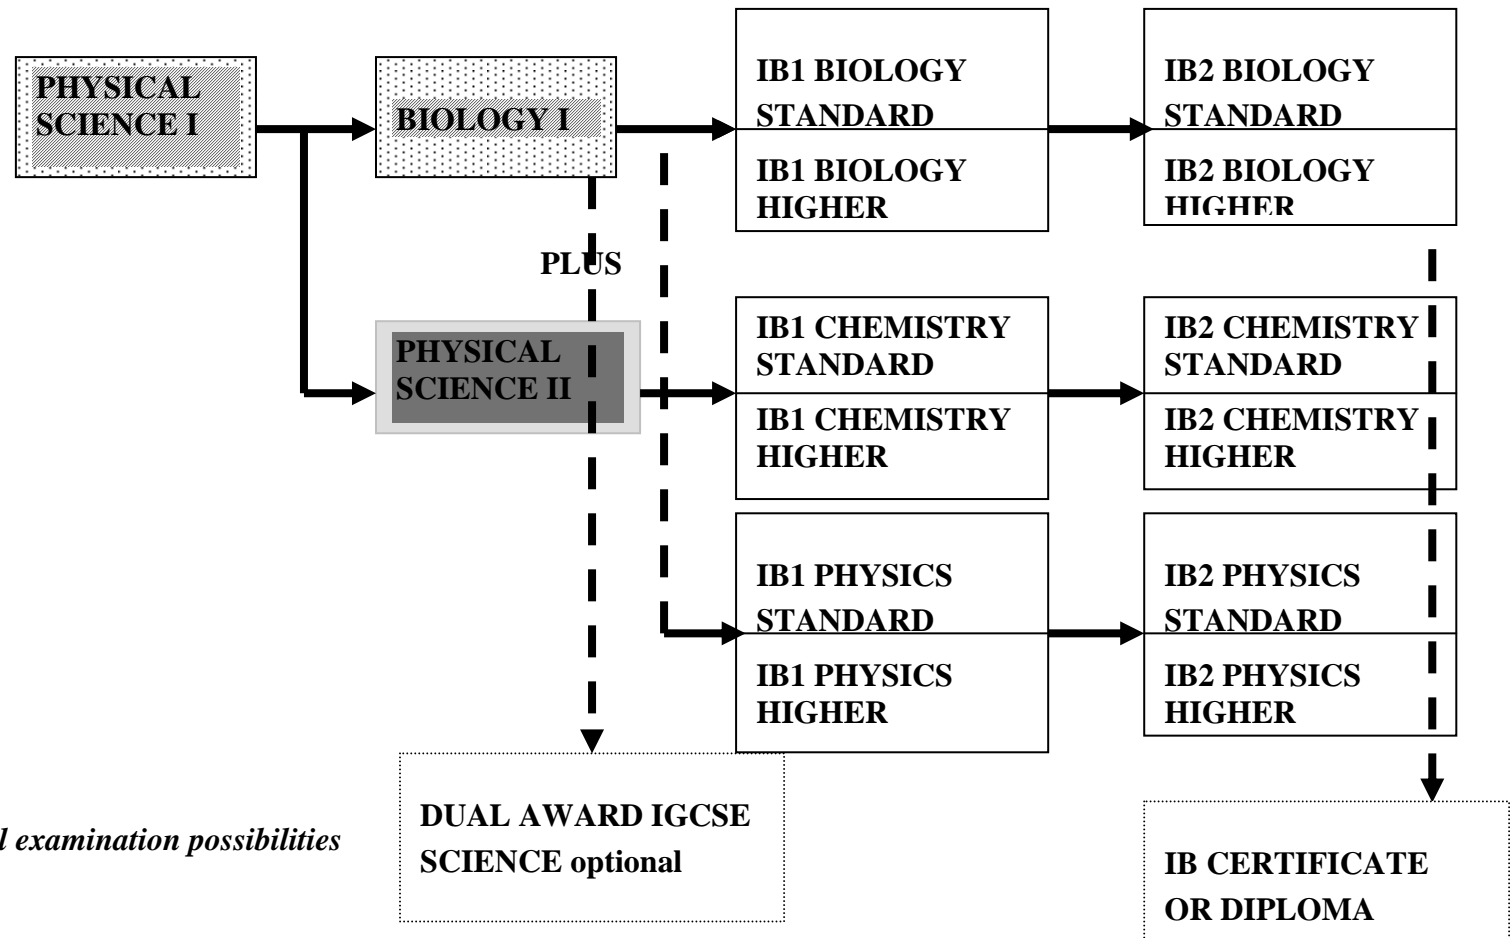 PHYSICAL
SCIENCE I
BIOLOGY I
IB1 BIOLOGY
STANDARD
IB1 BIOLOGY
HIGHER
IB2 BIOLOGY
STANDARD
IB2 BIOLOGY
HIGHER
PLUS
PHYSICAL
SCIENCE II
IB1 CHEMISTRY
STANDARD
IB1 CHEMISTRY
HIGHER
IB2 CHEMISTRY
STANDARD
IB2 CHEMISTRY
HIGHER
IB1 PHYSICS
STANDARD
IB1 PHYSICS
HIGHER
IB2 PHYSICS
STANDARD
IB2 PHYSICS
HIGHER
examination possibilities
DUAL AWARD IGCSE
SCIENCE optional
IB CERTIFICATE
OR DIPLOMA